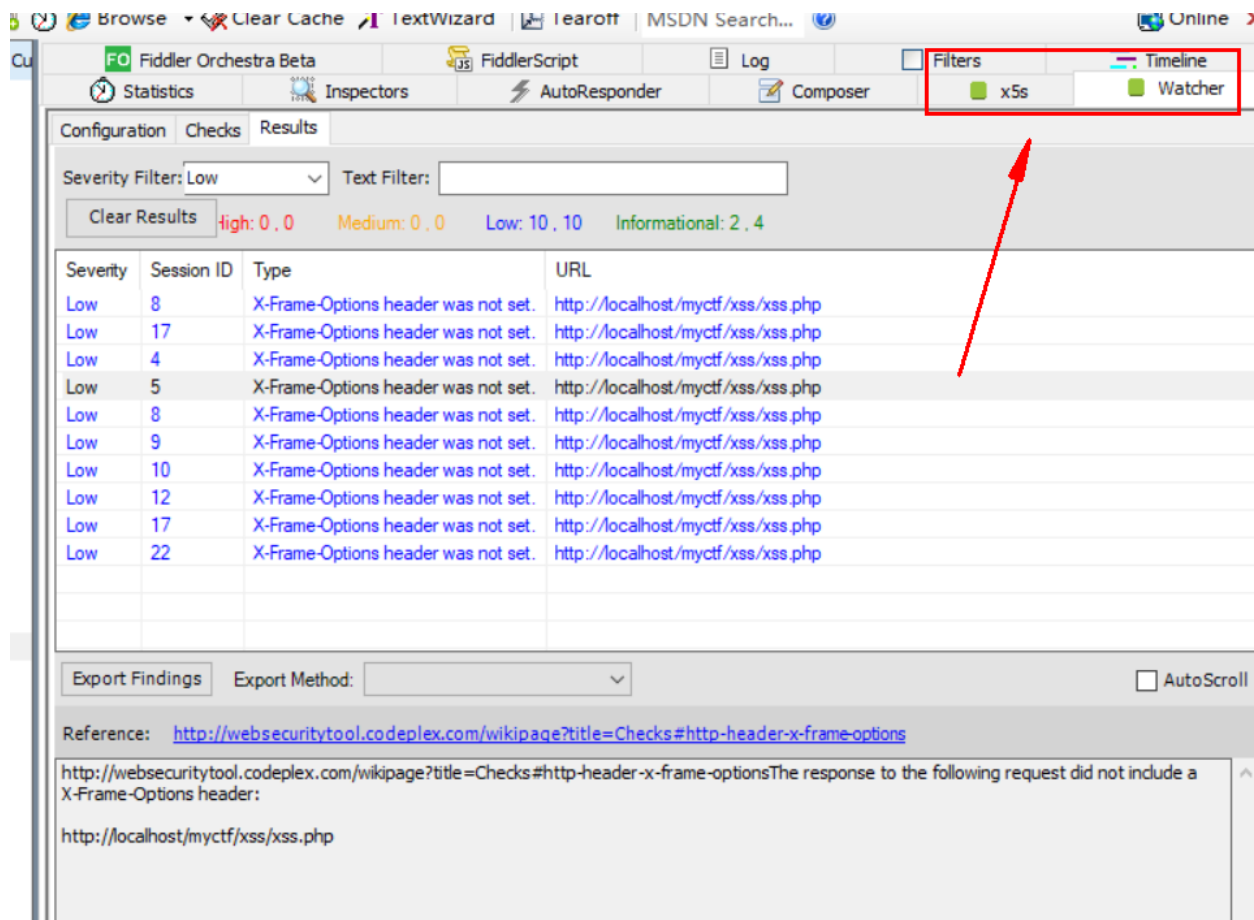 Browse Clear Cache TextWizard Tearoff MSDN Search... Online
Cu
FO Fiddler Orchestra Beta JS FiddlerScript Log Filters Timeline
Statistics Inspectors AutoResponder Composer x5s Watcher
Configuration Checks Results
Severity Filter: Low Text Filter:
Clear Results High: 0 , 0 Medium: 0 , 0 Low: 10 , 10 Informational: 2 , 4
Severity Session ID Type URL
Low 8 X-Frame-Options header was not set. http://localhost/myctf/xss/xss.php
Low 17 X-Frame-Options header was not set. http://localhost/myctf/xss/xss.php
Low 4 X-Frame-Options header was not set. http://localhost/myctf/xss/xss.php
Low 5 X-Frame-Options header was not set. http://localhost/myctf/xss/xss.php
Low 8 X-Frame-Options header was not set. http://localhost/myctf/xss/xss.php
Low 9 X-Frame-Options header was not set. http://localhost/myctf/xss/xss.php
Low 10 X-Frame-Options header was not set. http://localhost/myctf/xss/xss.php
Low 12 X-Frame-Options header was not set. http://localhost/myctf/xss/xss.php
Low 17 X-Frame-Options header was not set. http://localhost/myctf/xss/xss.php
Low 22 X-Frame-Options header was not set. http://localhost/myctf/xss/xss.php
Export Findings Export Method: AutoScroll
Reference: http://websecuritytool.codeplex.com/wikipage?title=Checks#http-header-x-frame-options
http://websecuritytool.codeplex.com/wikipage?title=Checks#http-header-x-frame-optionsThe response to the following request did not include a
X-Frame-Options header:
http://localhost/myctf/xss/xss.php